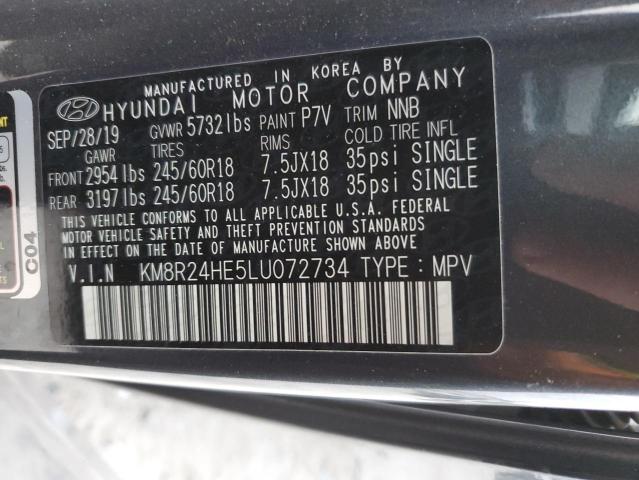 MANUFACTURED IN KOREA BY
HYUNDAI MOTOR COMPANY
SEP/28/19 GVWR 5732lbs PAINT P7V TRIM NNB
GAWR TIRES RIMS COLD TIRE INFL
FRONT 2954 lbs 245/60R18 7.5JX18 35psi SINGLE
REAR 3197 lbs 245/60R18 7.5JX18 35psi SINGLE
THIS VEHICLE CONFORMS TO ALL APPLICABLE U.S.A. FEDERAL
MOTOR VEHICLE SAFETY AND THEFT PREVENTION STANDARDS
IN EFFECT ON THE DATE OF MANUFACTURE SHOWN ABOVE.
V.I.N KM8R24HE5LU072734 TYPE : MPV
C04